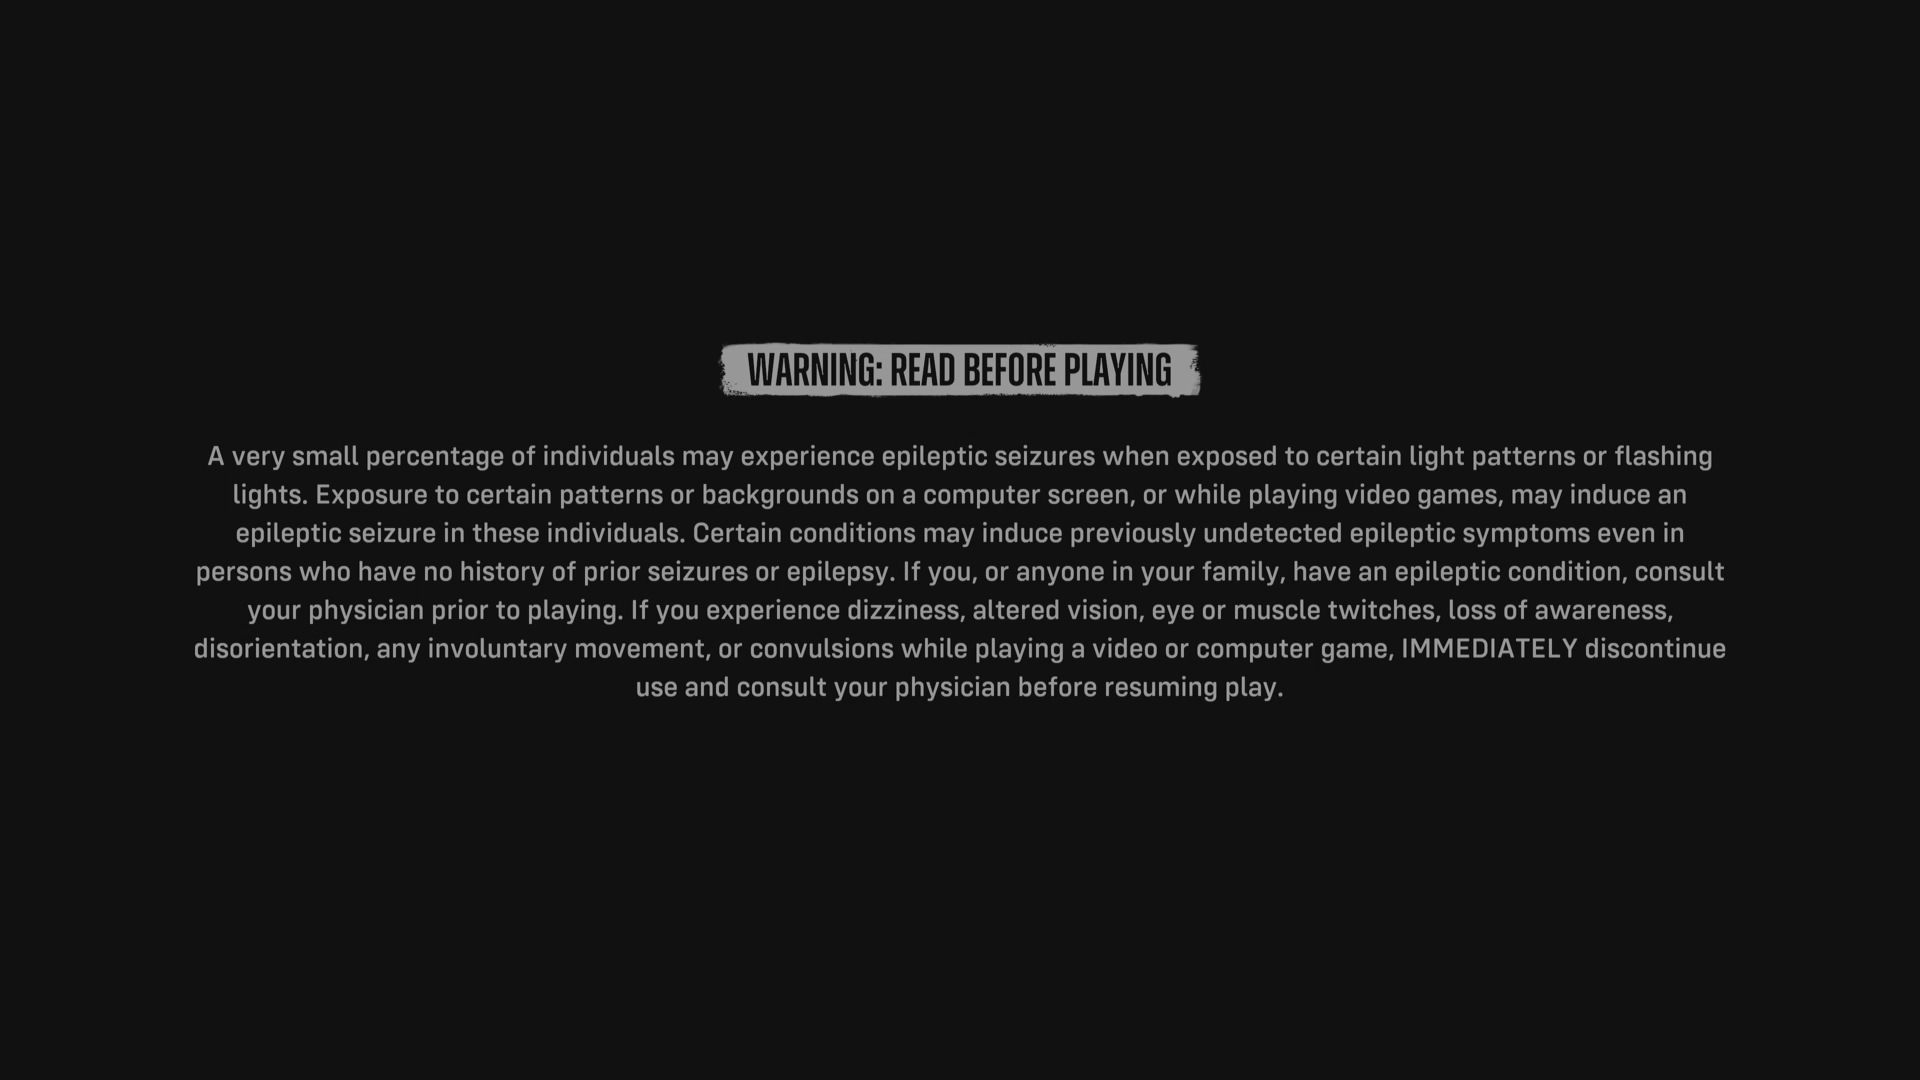 WARNING: READ BEFORE PLAYING
A very small percentage of individuals may experience epileptic seizures when exposed to certain light patterns or flashing
lights. Exposure to certain patterns or backgrounds on a computer screen, or while playing video games, may induce an
epileptic seizure in these individuals. Certain conditions may induce previously undetected epileptic symptoms even in
persons who have no history of prior seizures or epilepsy. If you, or anyone in your family, have an epileptic condition, consult
your physician prior to playing. If you experience dizziness, altered vision, eye or muscle twitches, loss of awareness,
disorientation, any involuntary movement, or convulsions while playing a video or computer game, IMMEDIATELY discontinue
use and consult your physician before resuming play.